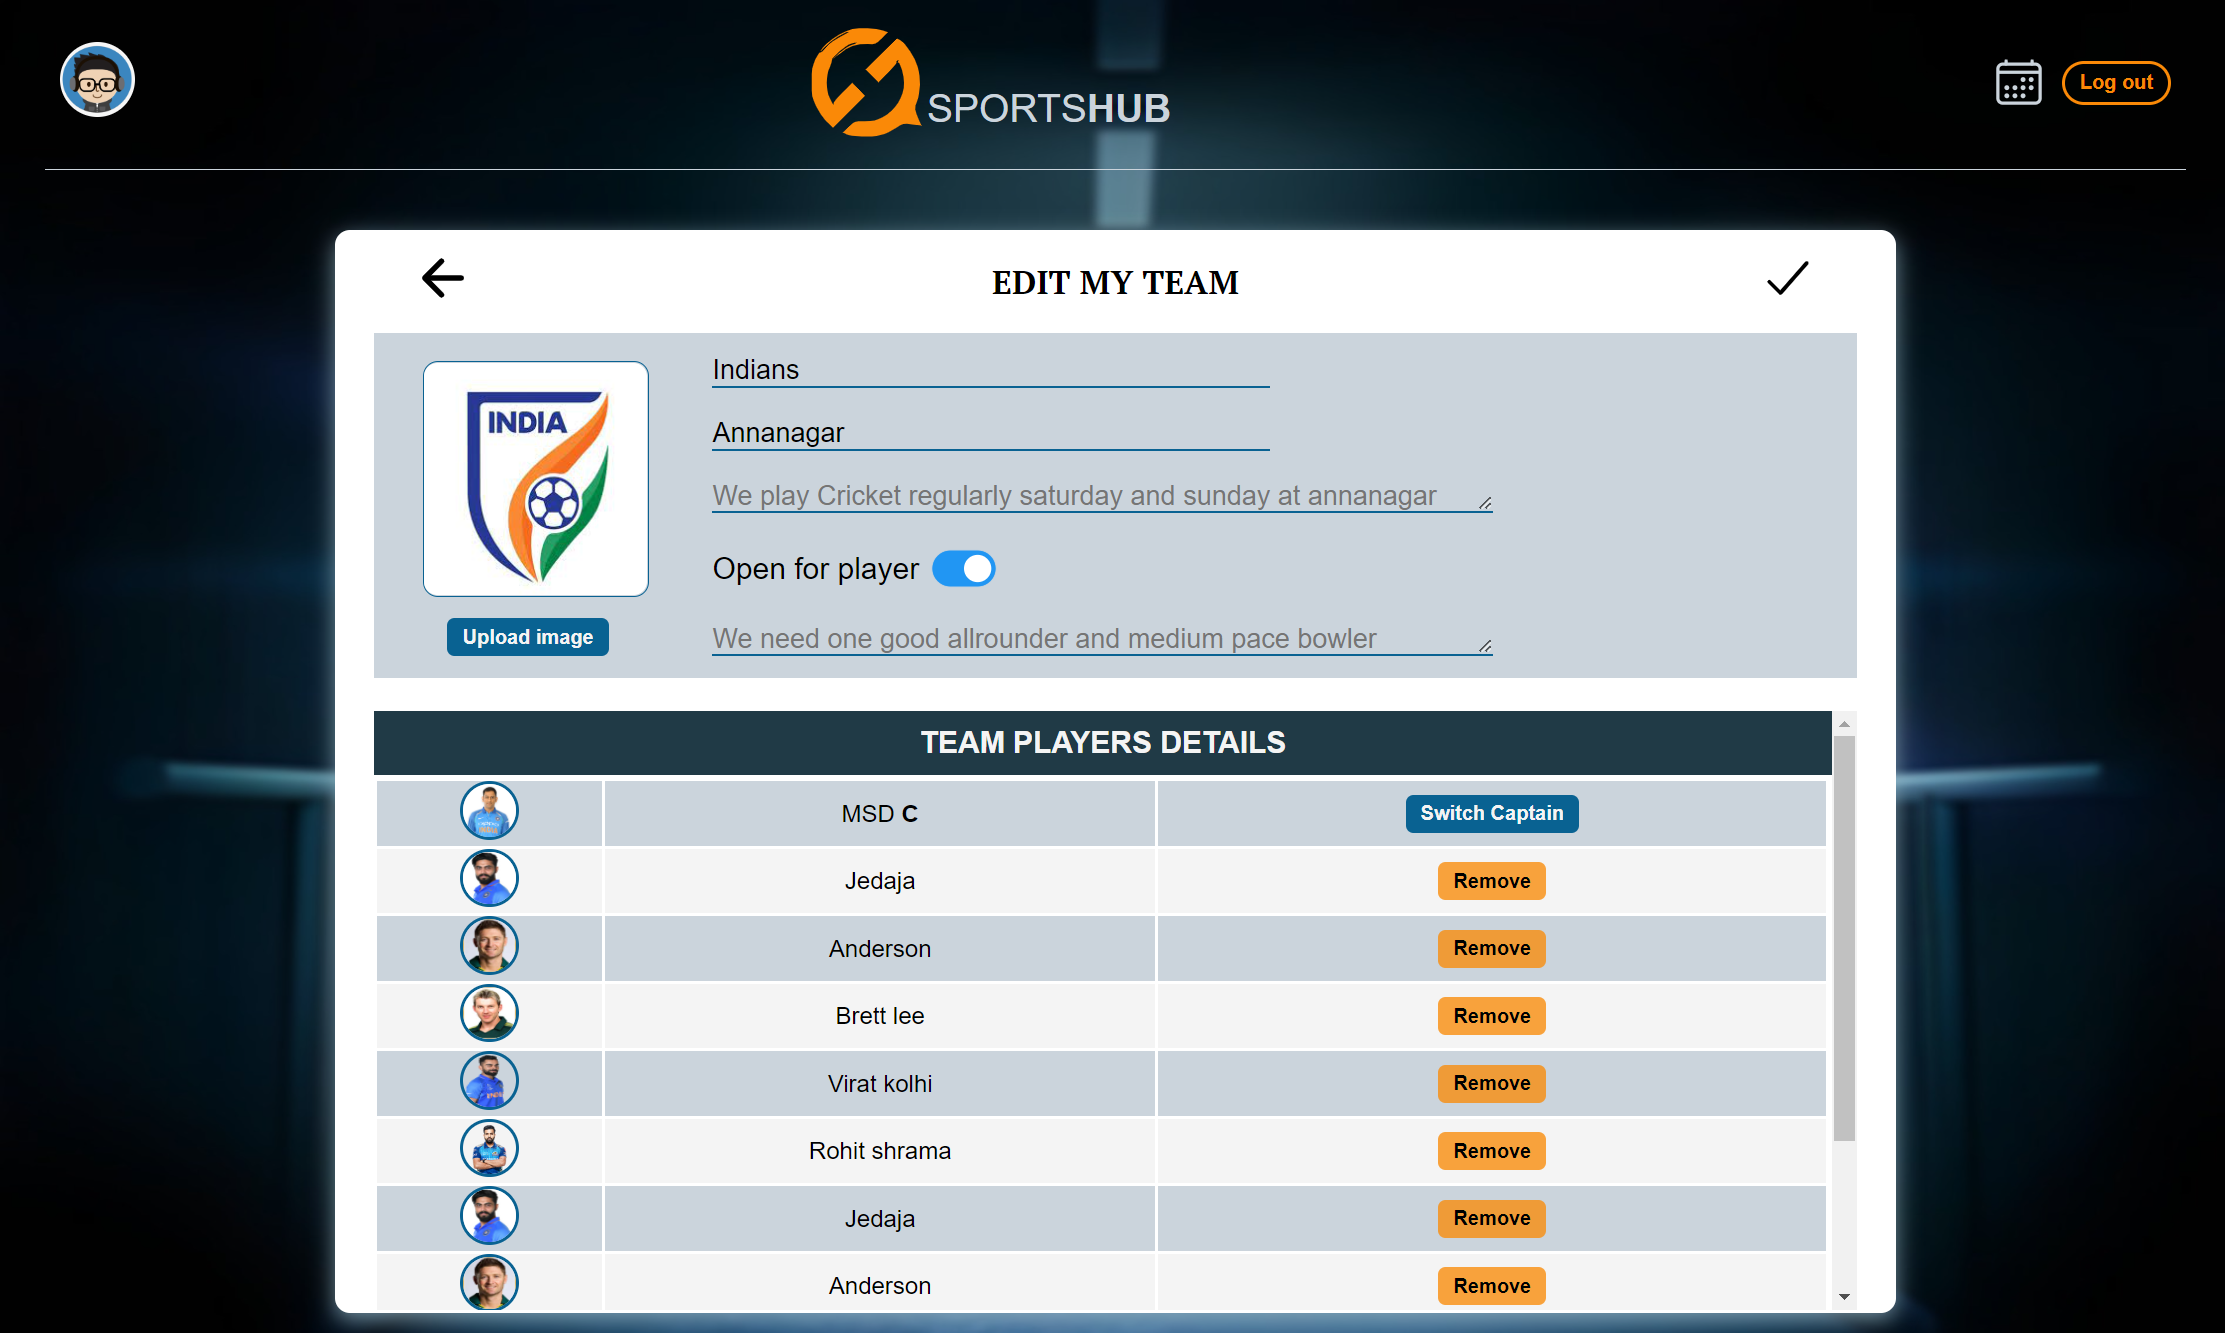 SPORTSHUB
Log out
EDIT MY TEAM
INDIA
Indians
Annanagar
We play Cricket regularly saturday and sunday at annanagar
Open for player
Upload image
We need one good allrounder and medium pace bowler
TEAM PLAYERS DETAILS
MSD C
Switch Captain
Jedaja
Remove
Anderson
Remove
Brett lee
Remove
Virat kolhi
Remove
Rohit shrama
Remove
Jedaja
Remove
Anderson
Remove